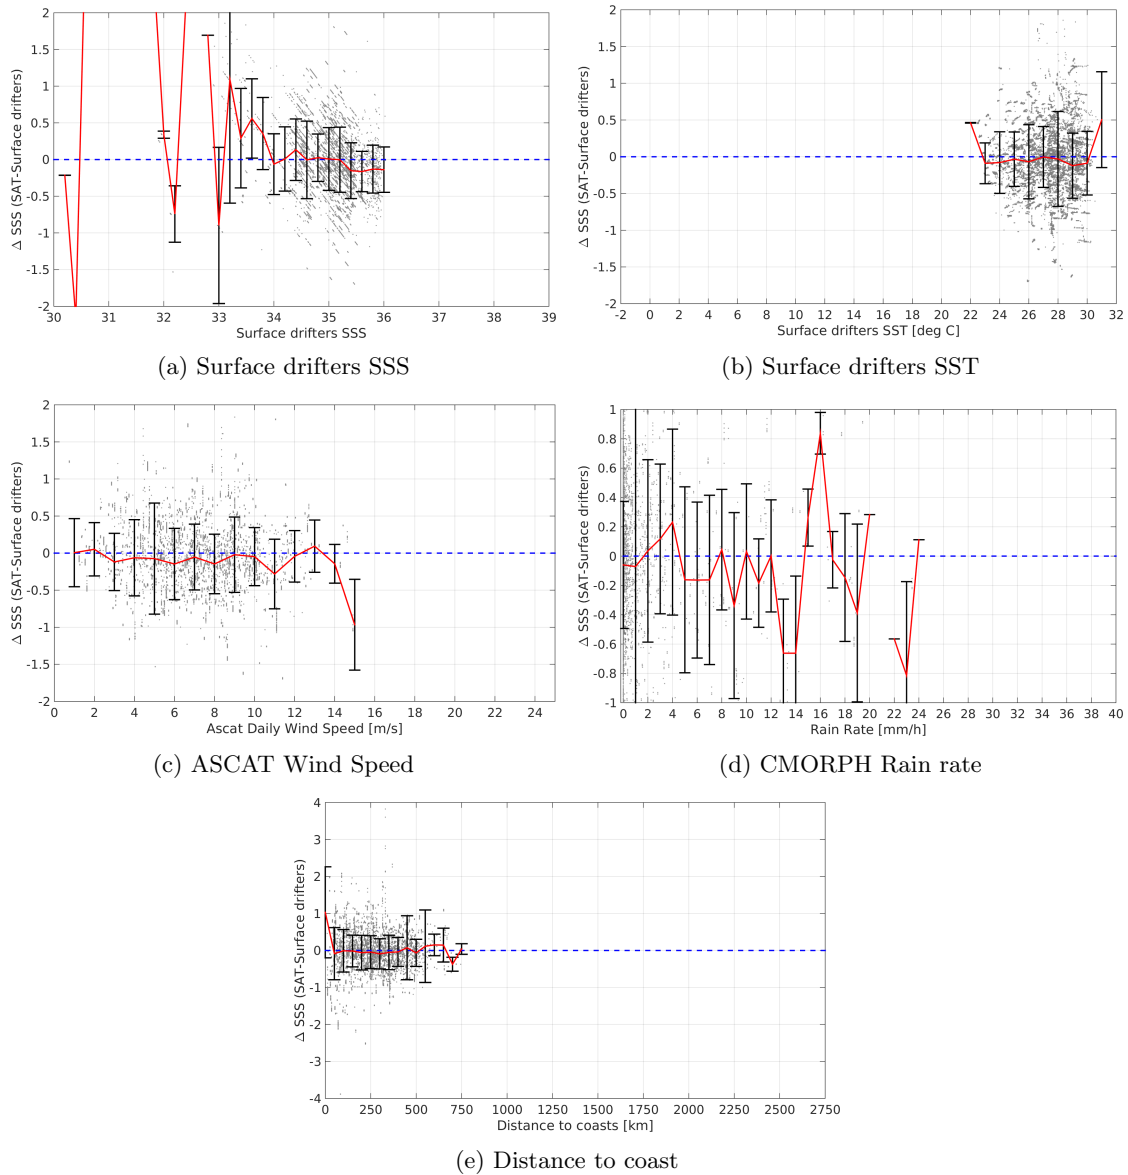 2
1.5
1
0.5
0
-0.5
-1
-1.5
-2
Δ SSS (SAT-Surface drifters)
30 31 32 33 34 35 36 37 38 39
Surface drifters SSS
(a) Surface drifters SSS
2
1.5
1
0.5
0
-0.5
-1
-1.5
-2
Δ SSS (SAT-Surface drifters)
-2 0 2 4 6 8 10 12 14 16 18 20 22 24 26 28 30 32
Surface drifters SST [deg C]
(b) Surface drifters SST
2
1.5
1
0.5
0
-0.5
-1
-1.5
-2
Δ SSS (SAT-Surface drifters)
0 2 4 6 8 10 12 14 16 18 20 22 24
Ascat Daily Wind Speed [m/s]
(c) ASCAT Wind Speed
1
0.8
0.6
0.4
0.2
0
-0.2
-0.4
-0.6
-0.8
-1
Δ SSS (SAT-Surface drifters)
0 2 4 6 8 10 12 14 16 18 20 22 24 26 28 30 32 34 36 38 40
Rain Rate [mm/h]
(d) CMORPH Rain rate
4
3
2
1
0
-1
-2
-3
-4
Δ SSS (SAT-Surface drifters)
0 250 500 750 1000 1250 1500 1750 2000 2250 2500 2750
Distance to coasts [km]
(e) Distance to coast